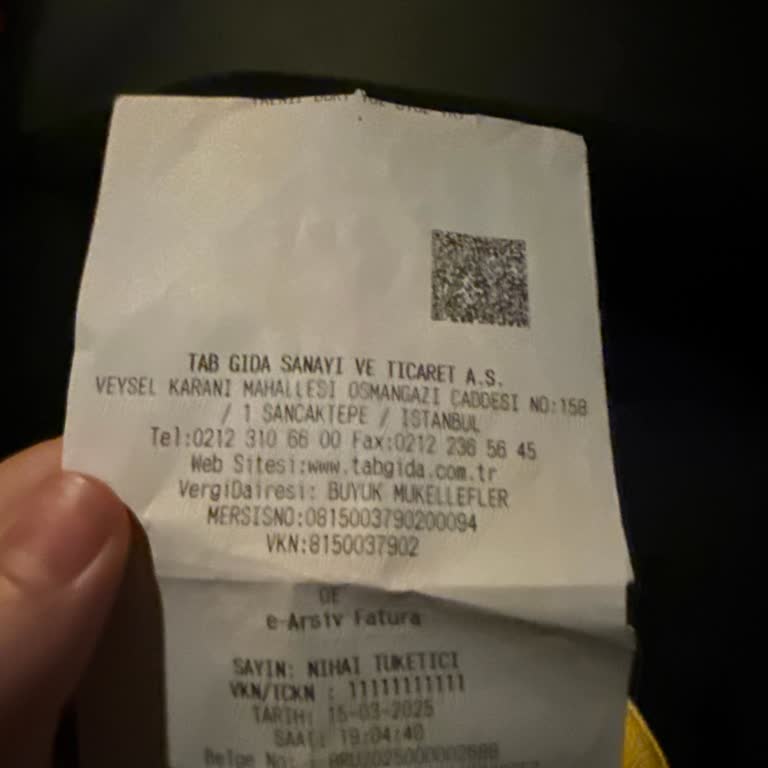 TAB GIDA SANAYI VE TICARET A.S.
VEYSEL KARANI MAHALLESI OSMANGAZI CADDESI NO:158
/ 1 SANCAKTEPE / ISTANBUL
Tel:0212 310 66 00 Fax:0212 236 56 45
Web Sitesi:www.tabgida.com.tr
VergiDairesi: BUYUK MUKELLEFLER
MERSISNO:0815003790200094
VKN:8150037902
e-Arsiv Fatura
SAYIN: NIHAI TUKETICI
VKN/TCKN : 11111111111
TARIH: 15-03-2025
SAAT: 19:04:40
Belge No: